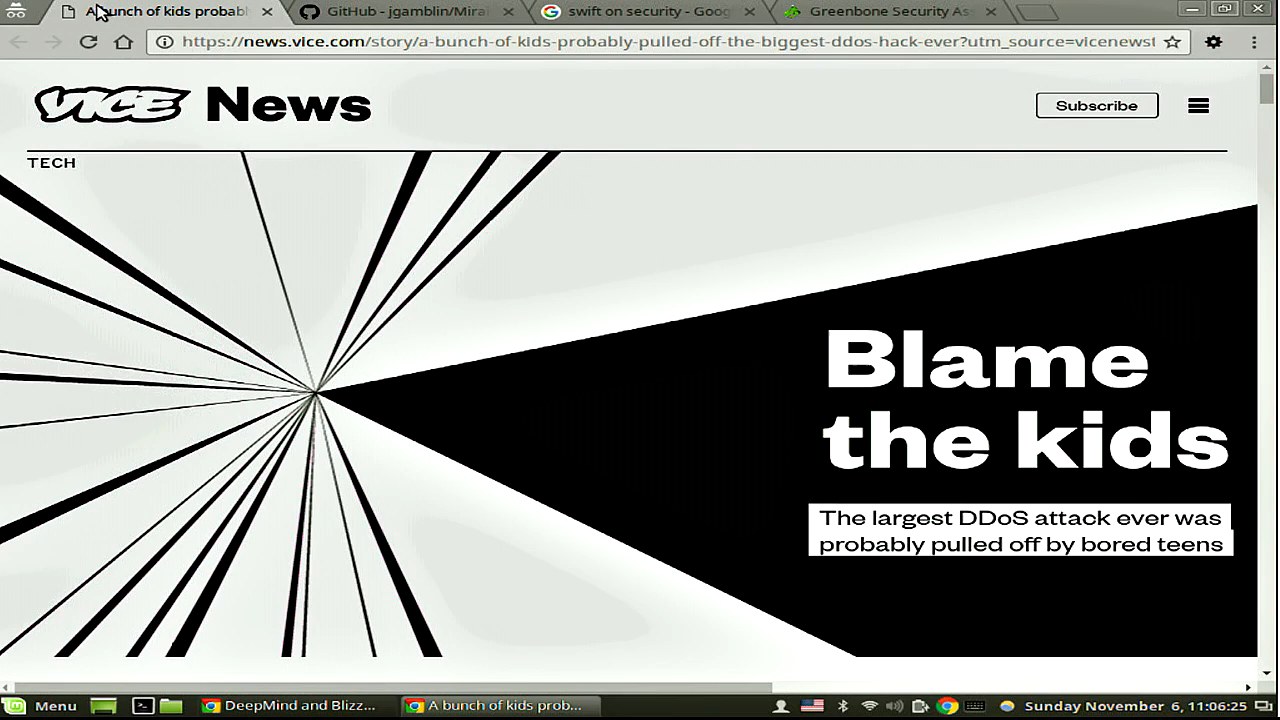 A bunch of kids probabl
GitHub - jgamblin/Mirai
swift on security - Goog
Greenbone Security Ass
https://news.vice.com/story/a-bunch-of-kids-probably-pulled-off-the-biggest-ddos-hack-ever?utm_source=vicenewst
VICE News
Subscribe
TECH
Blame
the kids
The largest DDoS attack ever was
probably pulled off by bored teens
Menu
DeepMind and Blizz...
A bunch of kids prob...
Sunday November 6, 11:06:25